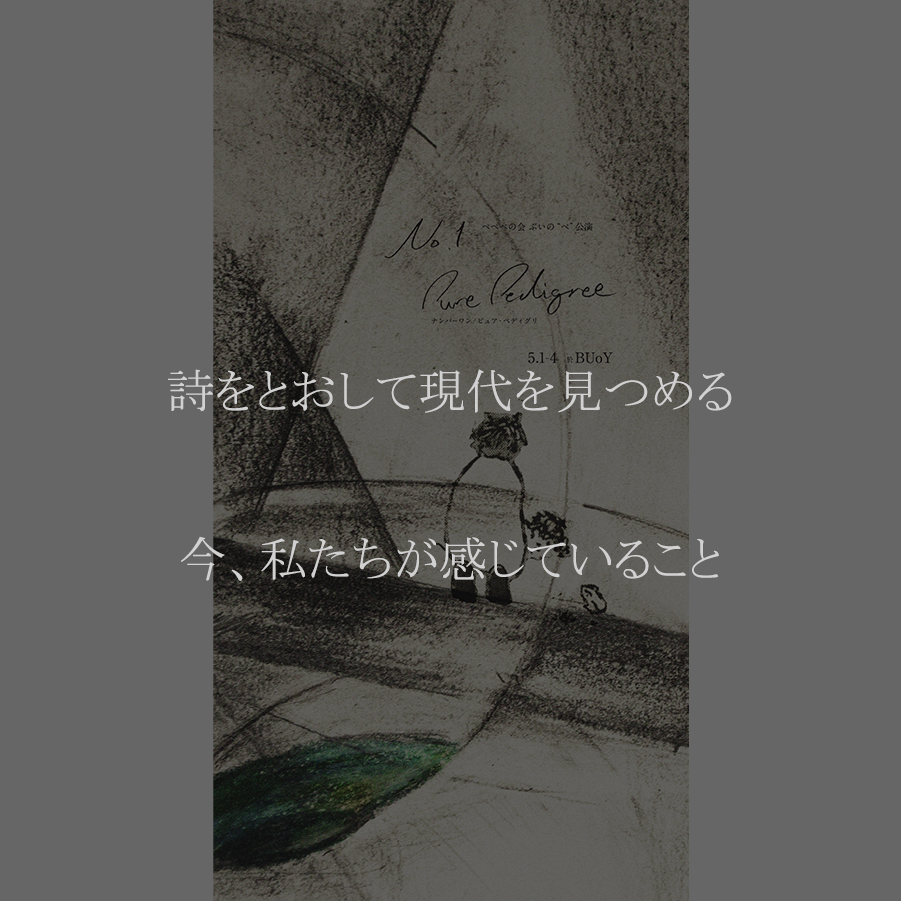 No.1 ぺぺぺの会 ぷいの“ぺ”公演
Pure Pedigree
ナンバーワン/ピュア・ペディグリ
5.1-4 於 BUoY
詩をとおして現代を見つめる
今、私たちが感じていること